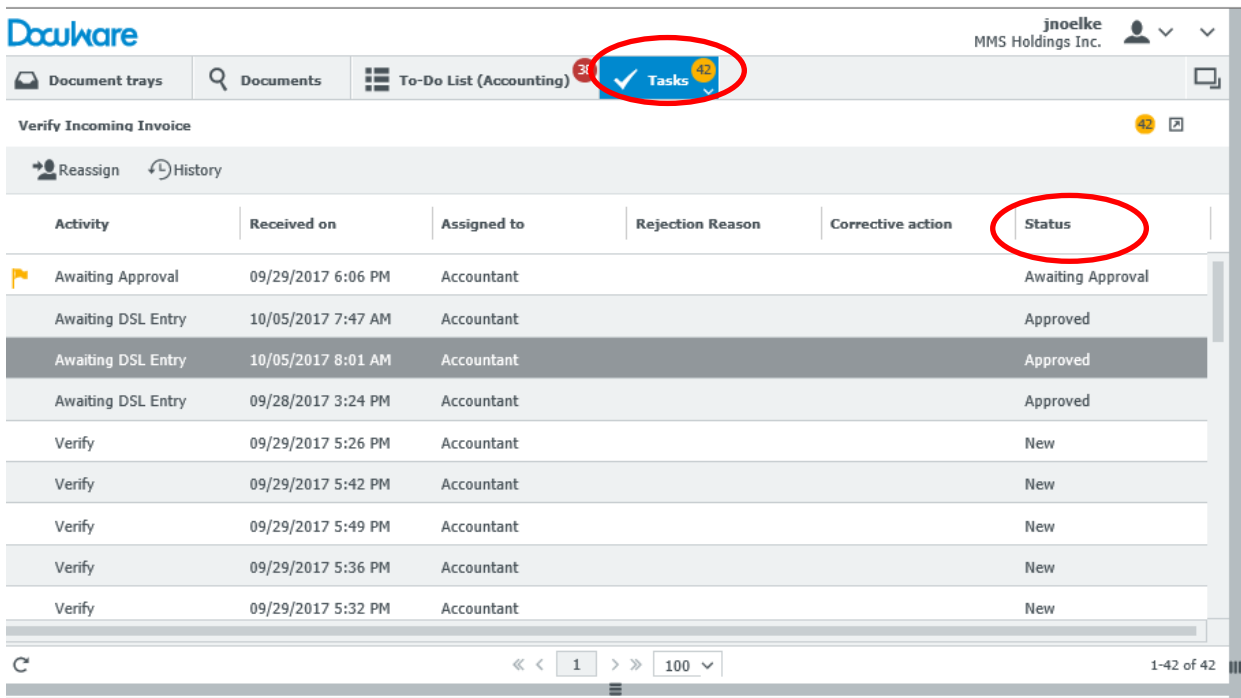 DocuWare
jnoelke
MMS Holdings Inc.
Document trays Documents To-Do List (Accounting) Tasks 42
Verify Incoming Invoice 42
Reassign History
Activity Received on Assigned to Rejection Reason Corrective action Status
Awaiting Approval 09/29/2017 6:06 PM Accountant Awaiting Approval
Awaiting DSL Entry 10/05/2017 7:47 AM Accountant Approved
Awaiting DSL Entry 10/05/2017 8:01 AM Accountant Approved
Awaiting DSL Entry 09/28/2017 3:24 PM Accountant Approved
Verify 09/29/2017 5:26 PM Accountant New
Verify 09/29/2017 5:42 PM Accountant New
Verify 09/29/2017 5:49 PM Accountant New
Verify 09/29/2017 5:36 PM Accountant New
Verify 09/29/2017 5:32 PM Accountant New
1 100 1-42 of 42